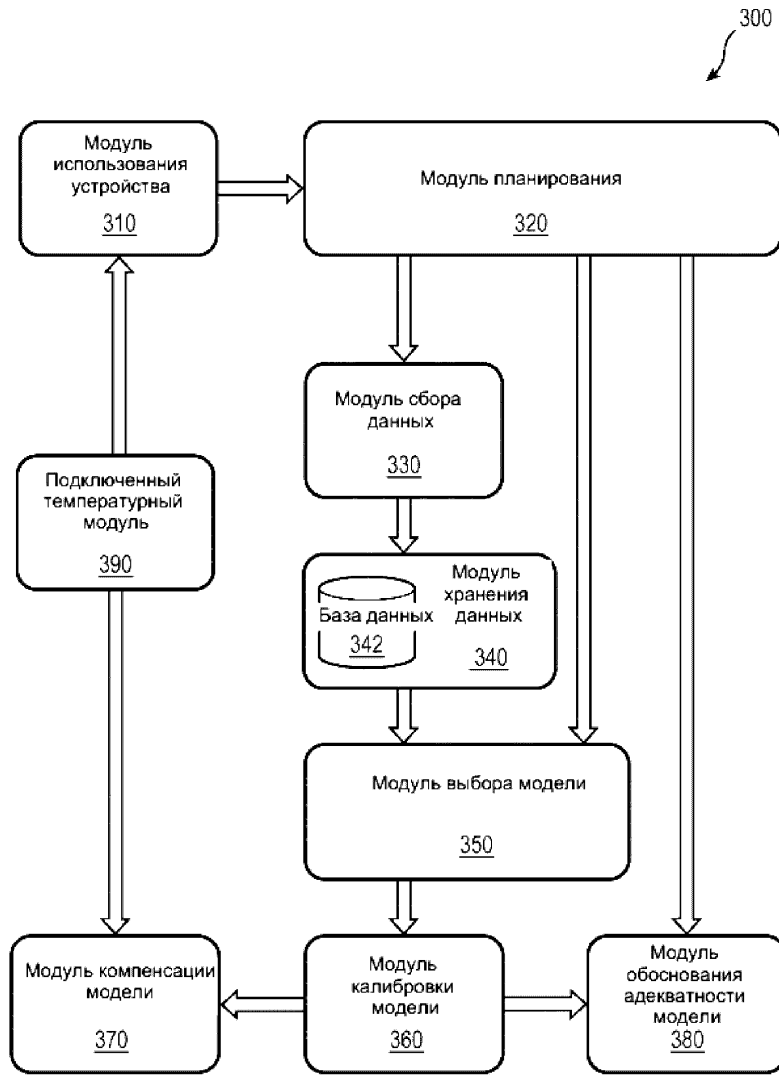 300
Модуль
использования
устройства
310
Модуль планирования
320
Модуль сбора
данных
330
Подключенный
температурный
модуль
390
Модуль
хранения
данных
340
База данных
342
Модуль выбора модели
350
Модуль компенсации
модели
370
Модуль
калибровки
модели
360
Модуль
обоснования
адекватности
модели
380